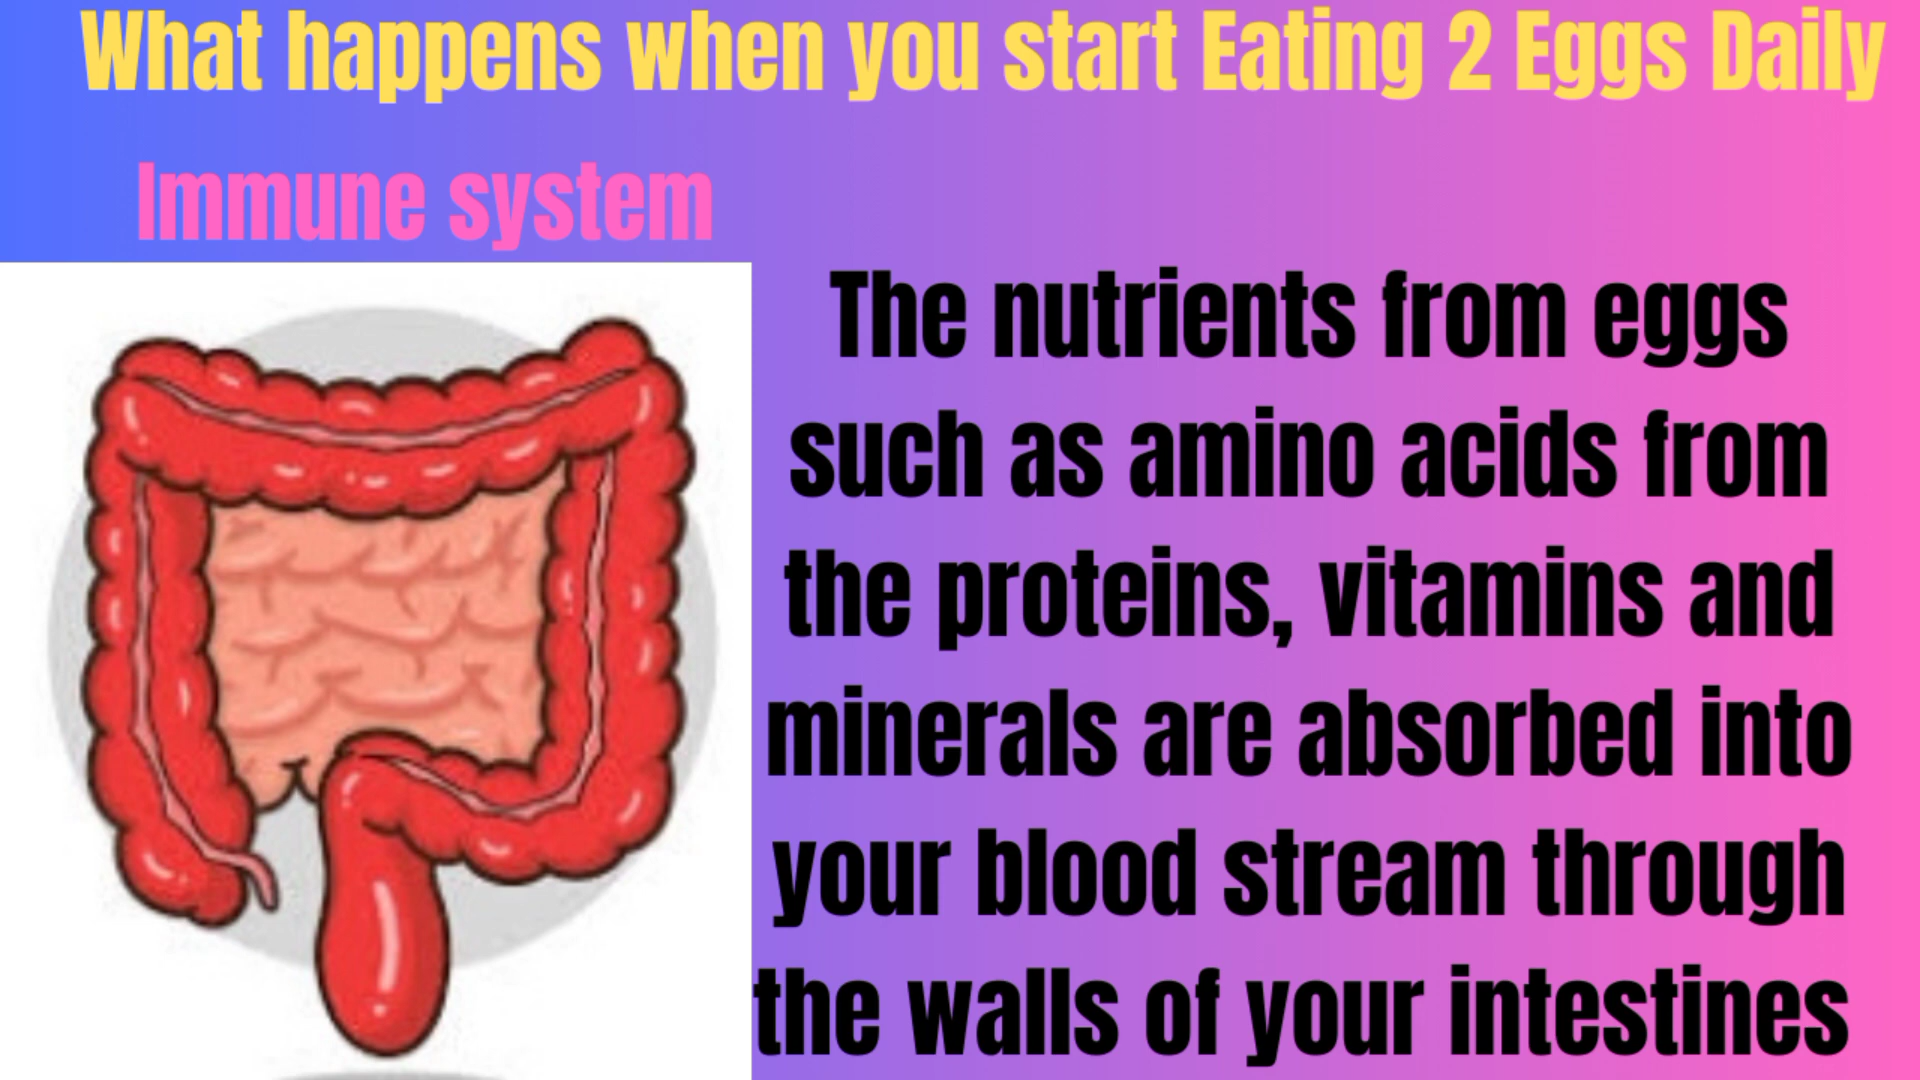 What happens when you start Eating 2 Eggs Daily
Immune system
The nutrients from eggs
such as amino acids from
the proteins, vitamins and
minerals are absorbed into
your blood stream through
the walls of your intestines